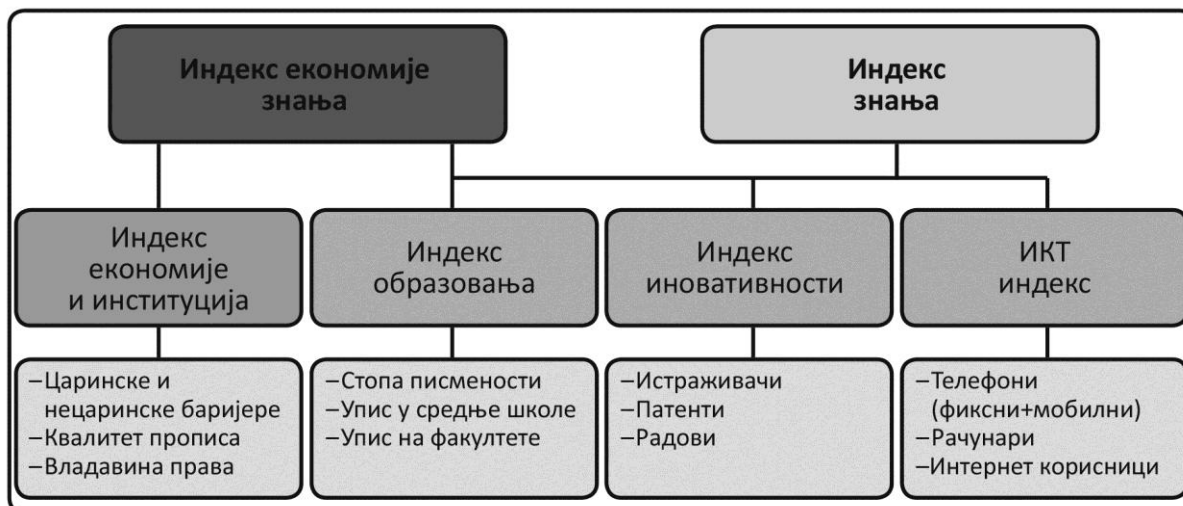 Индекс економије
знања
Индекс
знања
Индекс
економије
и институција
Индекс
образовања
Индекс
иновативности
ИКТ
индекс
–Царинске и
нецаринске баријере
–Квалитет прописа
–Владавина права
–Стопа писмености
–Упис у средње школе
–Упис на факултете
–Истраживачи
–Патенти
–Радови
–Телефони
(фиксни+мобилни)
–Рачунари
–Интернет корисници